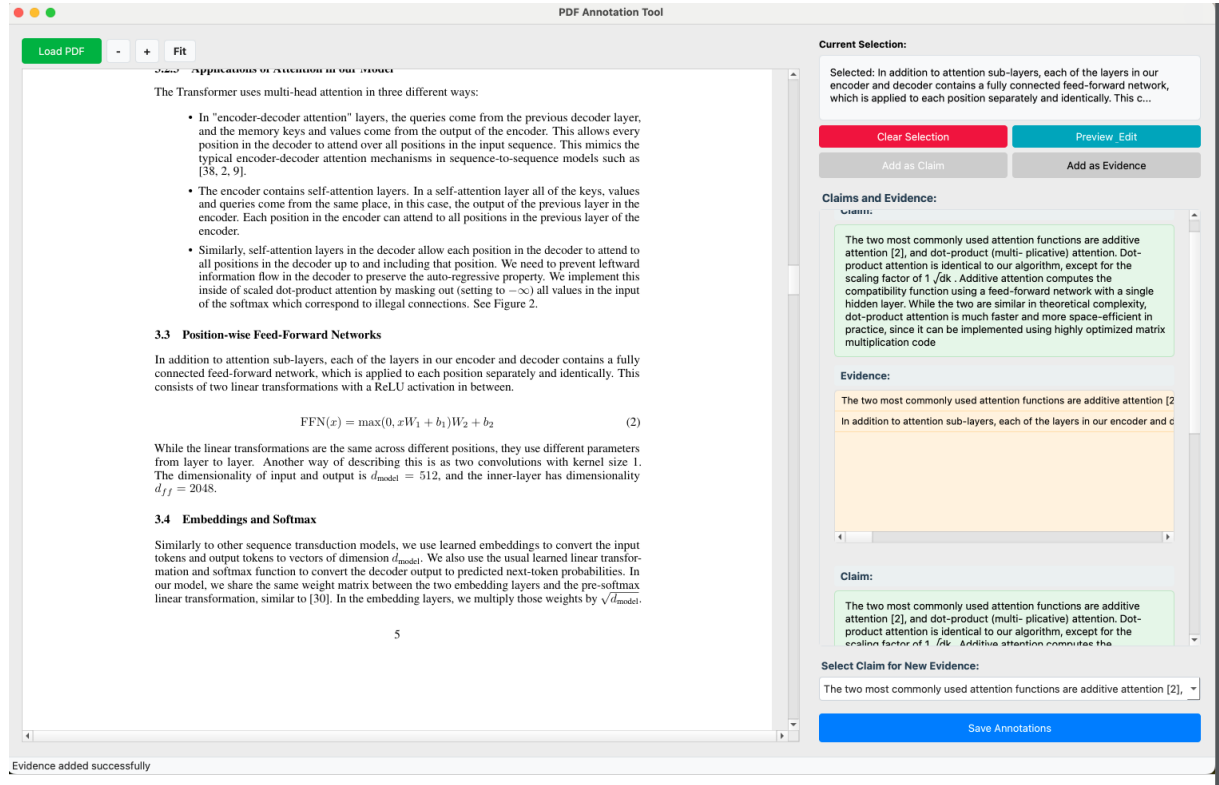 PDF Annotation Tool
Load PDF
-
+
Fit
3.2.3 Applications of Attention in our Model
The Transformer uses multi-head attention in three different ways:
• In "encoder-decoder attention" layers, the queries come from the previous decoder layer,
and the memory keys and values come from the output of the encoder. This allows every
position in the decoder to attend over all positions in the input sequence. This mimics the
typical encoder-decoder attention mechanisms in sequence-to-sequence models such as
[38, 2, 9].
• The encoder contains self-attention layers. In a self-attention layer all of the keys, values
and queries come from the same place, in this case, the output of the previous layer in the
encoder. Each position in the encoder can attend to all positions in the previous layer of the
encoder.
• Similarly, self-attention layers in the decoder allow each position in the decoder to attend to
all positions in the decoder up to and including that position. We need to prevent leftward
information flow in the decoder to preserve the auto-regressive property. We implement this
inside of scaled dot-product attention by masking out (setting to −∞) all values in the input
of the softmax which correspond to illegal connections. See Figure 2.
3.3 Position-wise Feed-Forward Networks
In addition to attention sub-layers, each of the layers in our encoder and decoder contains a fully
connected feed-forward network, which is applied to each position separately and identically. This
consists of two linear transformations with a ReLU activation in between.
FFN(x) = max(0, xW₁ + b₁)W₂ + b₂ (2)
While the linear transformations are the same across different positions, they use different parameters
from layer to layer. Another way of describing this is as two convolutions with kernel size 1.
The dimensionality of input and output is d_model = 512, and the inner-layer has dimensionality
d_ff = 2048.
3.4 Embeddings and Softmax
Similarly to other sequence transduction models, we use learned embeddings to convert the input
tokens and output tokens to vectors of dimension d_model. We also use the usual learned linear transfor-
mation and softmax function to convert the decoder output to predicted next-token probabilities. In
our model, we share the same weight matrix between the two embedding layers and the pre-softmax
linear transformation, similar to [30]. In the embedding layers, we multiply those weights by √d_model.
5
Current Selection:
Selected: In addition to attention sub-layers, each of the layers in our
encoder and decoder contains a fully connected feed-forward network,
which is applied to each position separately and identically. This c...
Clear Selection
Preview_Edit
Add as Claim
Add as Evidence
Claims and Evidence:
Claim:
The two most commonly used attention functions are additive
attention [2], and dot-product (multi- plicative) attention. Dot-
product attention is identical to our algorithm, except for the
scaling factor of 1 √dk . Additive attention computes the
compatibility function using a feed-forward network with a single
hidden layer. While the two are similar in theoretical complexity,
dot-product attention is much faster and more space-efficient in
practice, since it can be implemented using highly optimized matrix
multiplication code
Evidence:
The two most commonly used attention functions are additive attention [2
In addition to attention sub-layers, each of the layers in our encoder and d
Claim:
The two most commonly used attention functions are additive
attention [2], and dot-product (multi- plicative) attention. Dot-
product attention is identical to our algorithm, except for the
scaling factor of 1 √dk . Additive attention computes the
Select Claim for New Evidence:
The two most commonly used attention functions are additive attention [2],
Save Annotations
Evidence added successfully